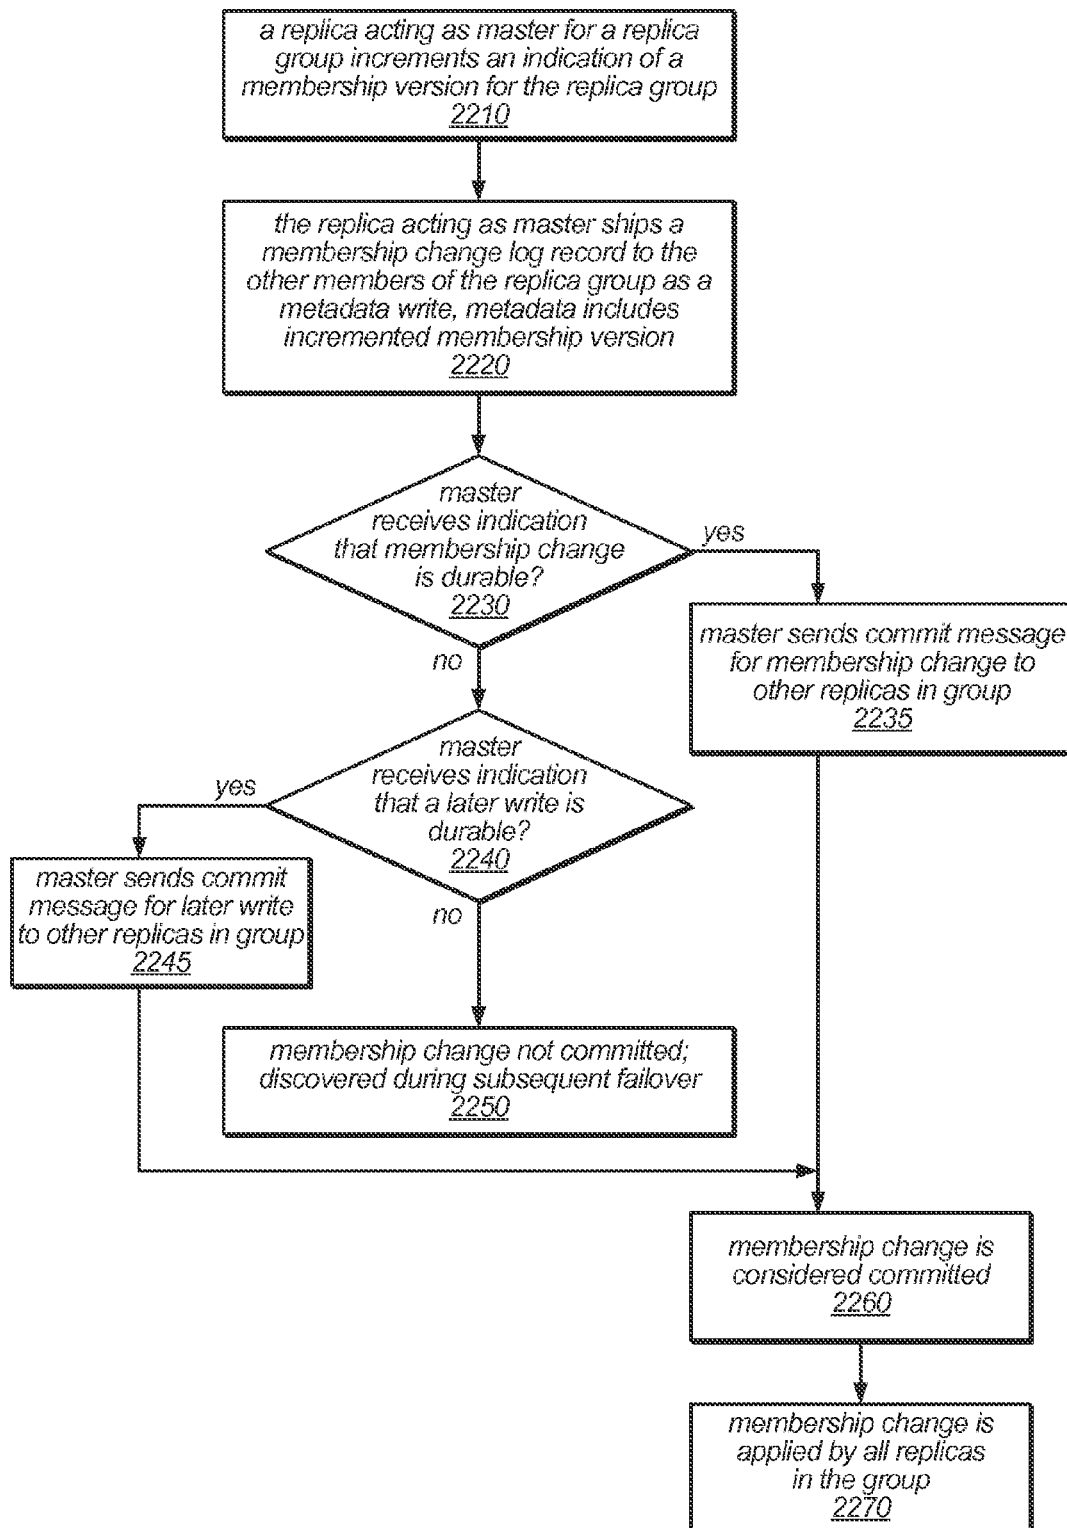 a replica acting as master for a replica
group increments an indication of a
membership version for the replica group
2210
the replica acting as master ships a
membership change log record to the
other members of the replica group as a
metadata write, metadata includes
incremented membership version
2220
master
receives indication
that membership change
is durable?
2230
yes
no
master sends commit message
for membership change to
other replicas in group
2235
master
receives indication
that a later write is
durable?
2240
yes
no
master sends commit
message for later write
to other replicas in group
2245
membership change not committed;
discovered during subsequent failover
2250
membership change is
considered committed
2260
membership change is
applied by all replicas
in the group
2270